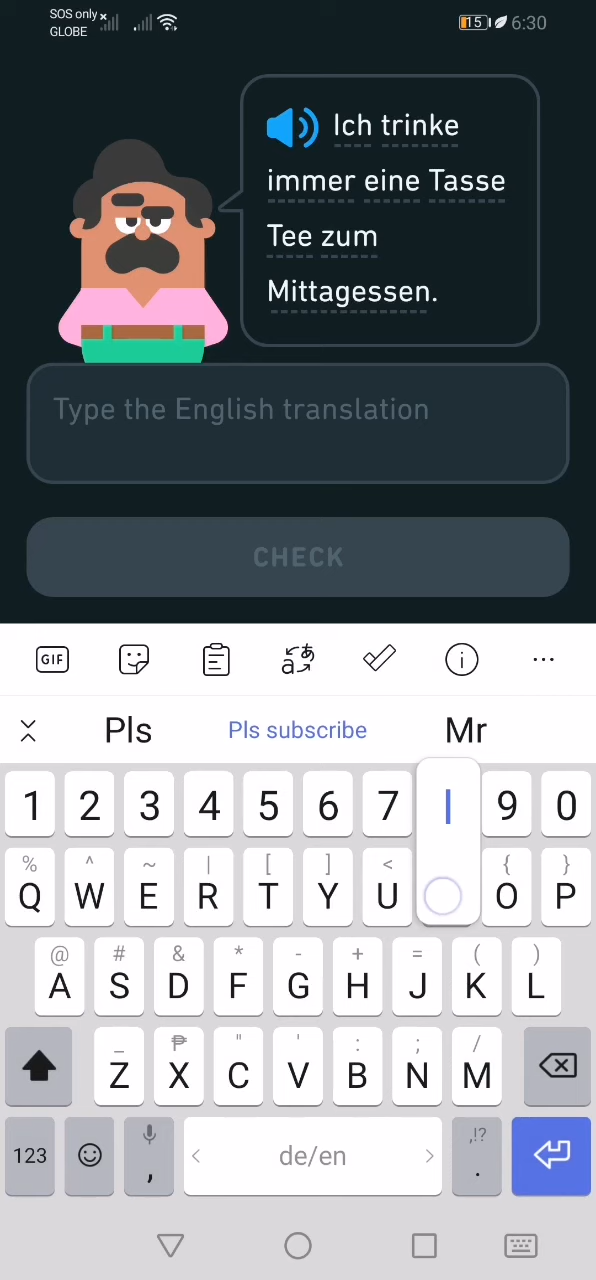 SOS only
GLOBE
15 6:30
Ich trinke
immer eine Tasse
Tee zum
Mittagessen.
Type the English translation
CHECK
GIF
Pls Pls subscribe Mr
1 2 3 4 5 6 7 I 9 0
% ^ ~ | [ ] < { }
Q W E R T Y U O P
@ # & * - + = ( )
A S D F G H J K L
_ ₱ " ' : ; /
Z X C V B N M
,!?
123 , < de/en > .